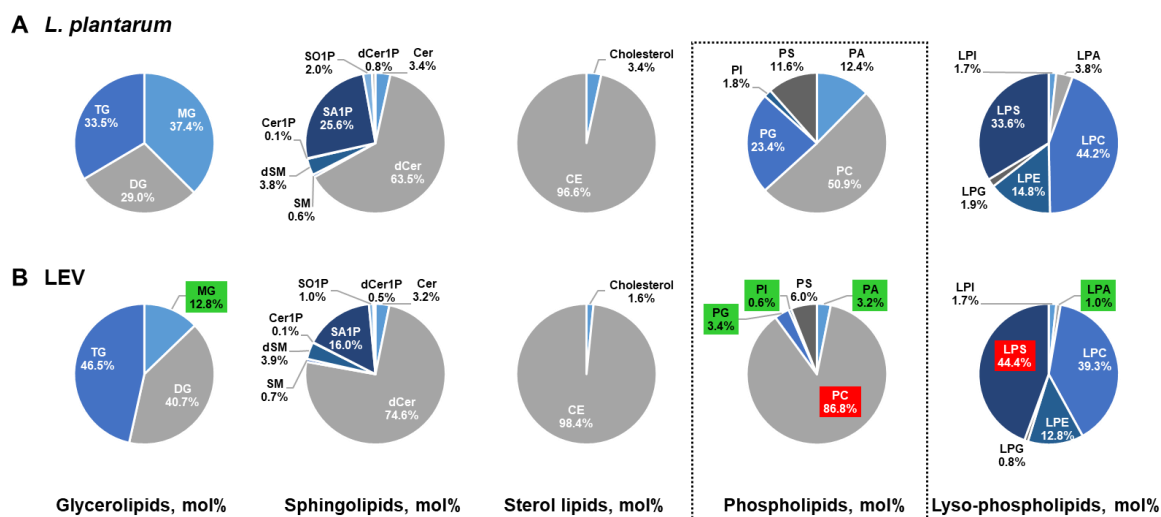 A L. plantarum
TG
33.5%
MG
37.4%
DG
29.0%
SO1P
2.0%
dCer1P
0.8%
Cer
3.4%
SA1P
25.6%
Cer1P
0.1%
dSM
3.8%
SM
0.6%
dCer
63.5%
Cholesterol
3.4%
CE
96.6%
PS
11.6%
PA
12.4%
PI
1.8%
PG
23.4%
PC
50.9%
LPI
1.7%
LPA
3.8%
LPS
33.6%
LPC
44.2%
LPE
14.8%
LPG
1.9%
B LEV
MG
12.8%
TG
46.5%
DG
40.7%
SO1P
1.0%
dCer1P
0.5%
Cer
3.2%
Cer1P
0.1%
SA1P
16.0%
dSM
3.9%
SM
0.7%
dCer
74.6%
Cholesterol
1.6%
CE
98.4%
PI
0.6%
PS
6.0%
PA
3.2%
PG
3.4%
PC
86.8%
LPI
1.7%
LPA
1.0%
LPS
44.4%
LPC
39.3%
LPE
12.8%
LPG
0.8%
Glycerolipids, mol%
Sphingolipids, mol%
Sterol lipids, mol%
Phospholipids, mol%
Lyso-phospholipids, mol%